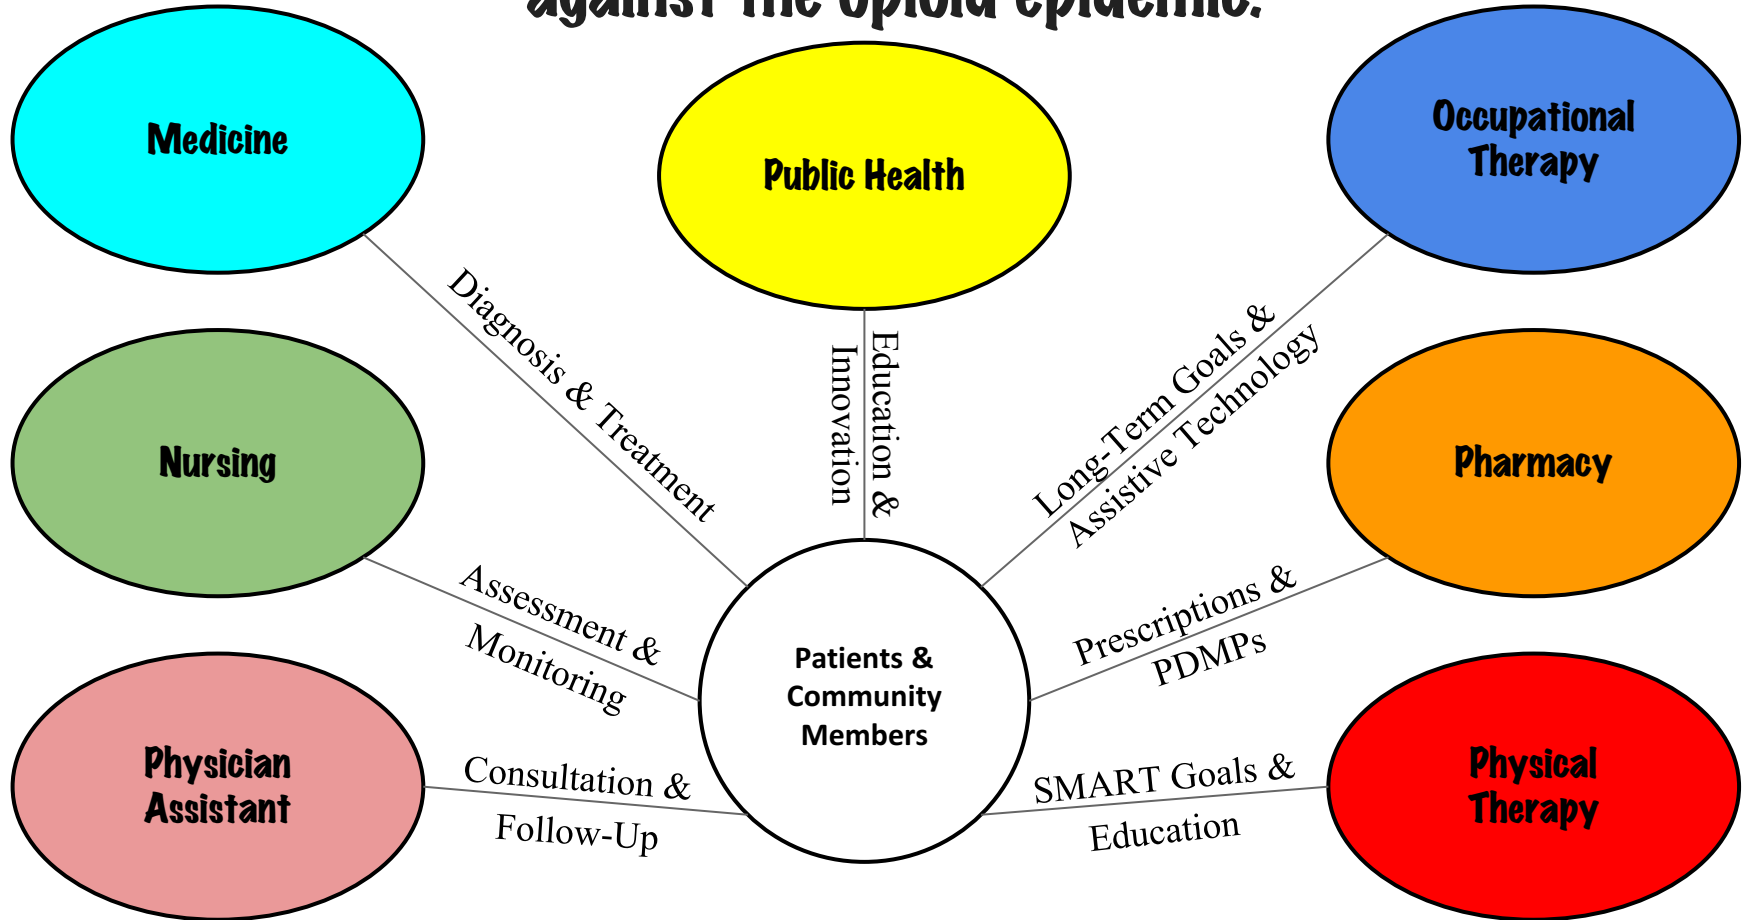 against the opioid epidemic.
Medicine
Public Health
Occupational
Therapy
Diagnosis & Treatment
Education &
Innovation
Long-Term Goals &
Assistive Technology
Nursing
Pharmacy
Assessment &
Monitoring
Prescriptions &
PDMPs
Patients &
Community
Members
Physician
Assistant
Consultation &
Follow-Up
SMART Goals &
Education
Physical
Therapy